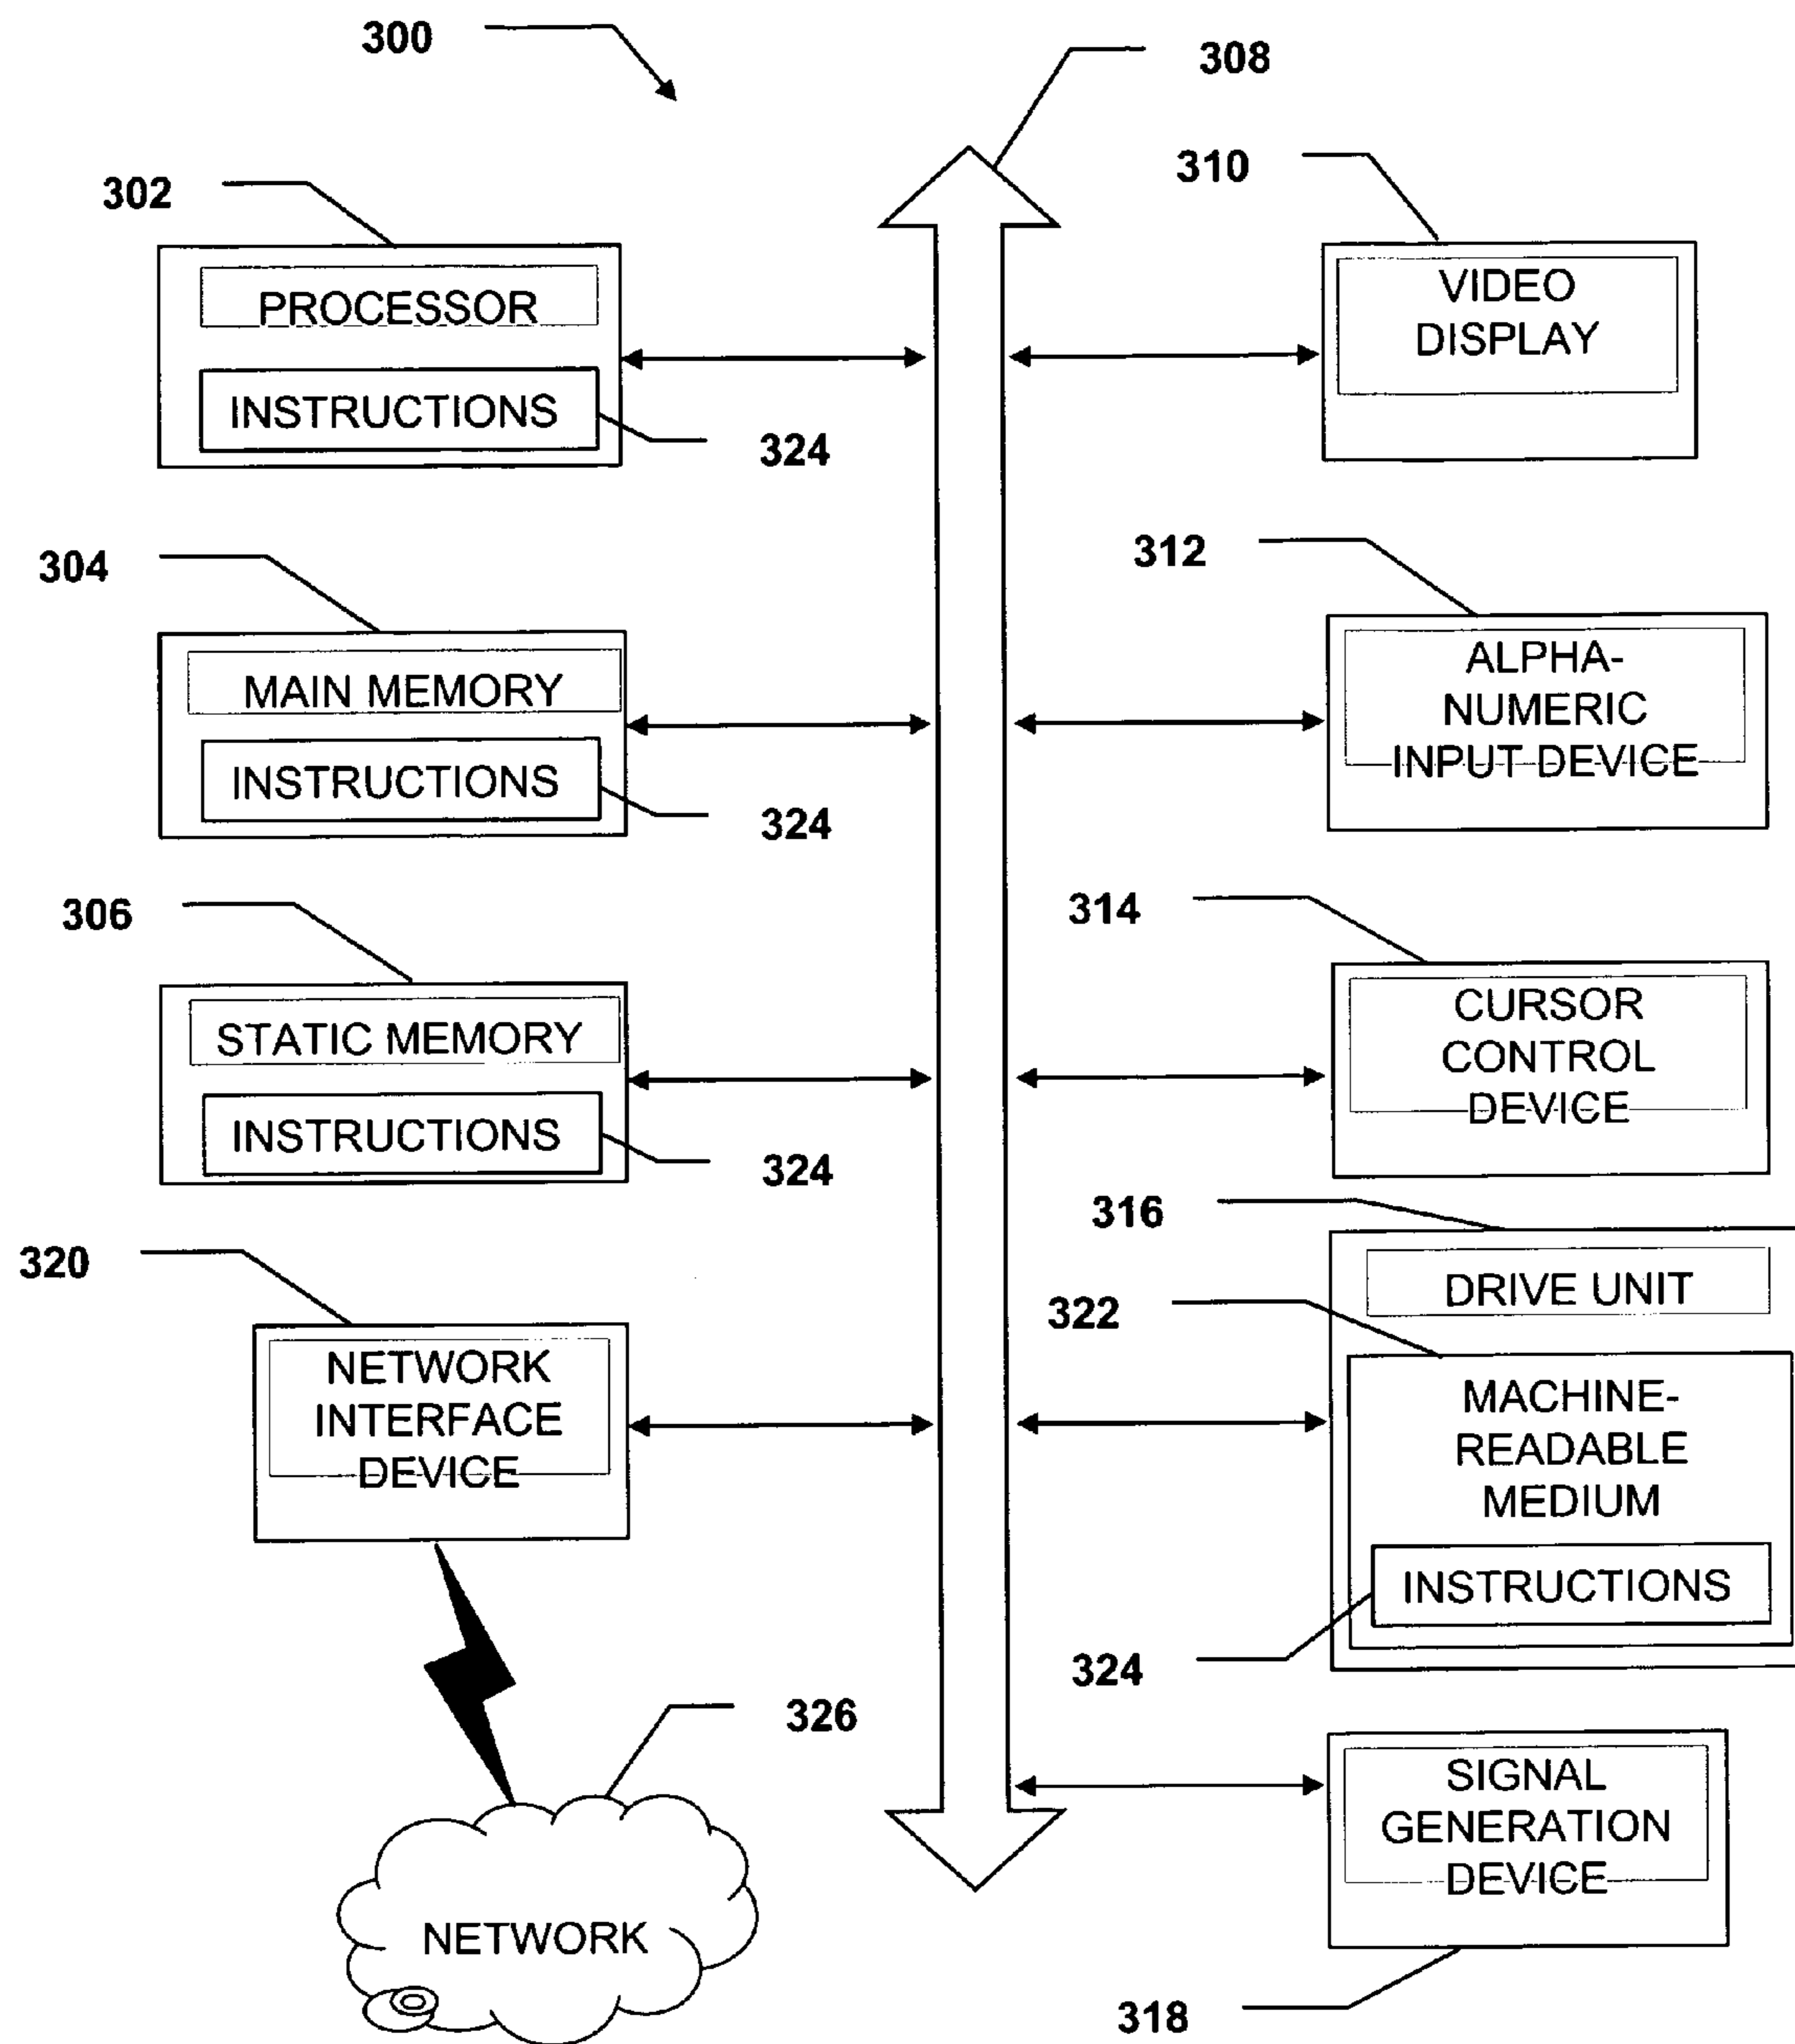 300
308
302
310
PROCESSOR
INSTRUCTIONS
324
VIDEO
DISPLAY
304
312
MAIN MEMORY
INSTRUCTIONS
324
ALPHA-
NUMERIC
INPUT DEVICE
306
314
STATIC MEMORY
INSTRUCTIONS
324
CURSOR
CONTROL
DEVICE
320
316
NETWORK
INTERFACE
DEVICE
DRIVE UNIT
322
MACHINE-
READABLE
MEDIUM
INSTRUCTIONS
324
326
NETWORK
SIGNAL
GENERATION
DEVICE
318